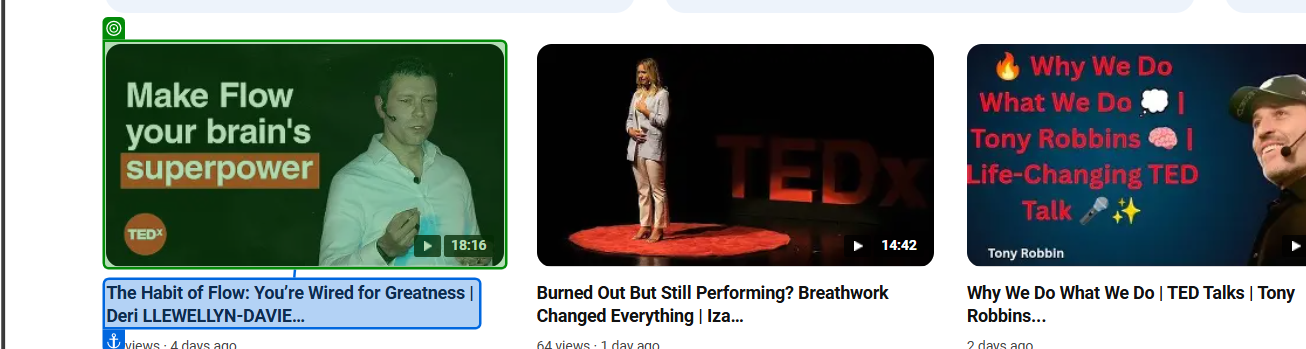 Make Flow
your brain's
superpower
TEDx
18:16
The Habit of Flow: You’re Wired for Greatness |
Deri LLEWELLYN-DAVIE...
views · 4 days ago
TEDx
14:42
Burned Out But Still Performing? Breathwork
Changed Everything | Iza...
64 views · 1 day ago
🔥 Why We Do
What We Do 💭 |
Tony Robbins 🧠 |
Life-Changing TED
Talk 🎤✨
Tony Robbin
Why We Do What We Do | TED Talks | Tony
Robbins...
2 days ago